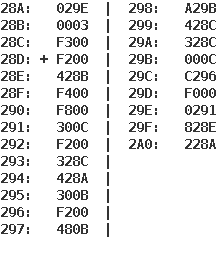 28A:   029E  |  298:   A29B
28B:   0003  |  299:   428C
28C:   F300  |  29A:   328C
28D: + F200  |  29B:   000C
28E:   428B  |  29C:   C296
28F:   F400  |  29D:   F000
290:   F800  |  29E:   0291
291:   300C  |  29F:   828E
292:   F200  |  2A0:   228A
293:   328C  |
294:   428A  |
295:   300B  |
296:   F200  |
297:   480B  |